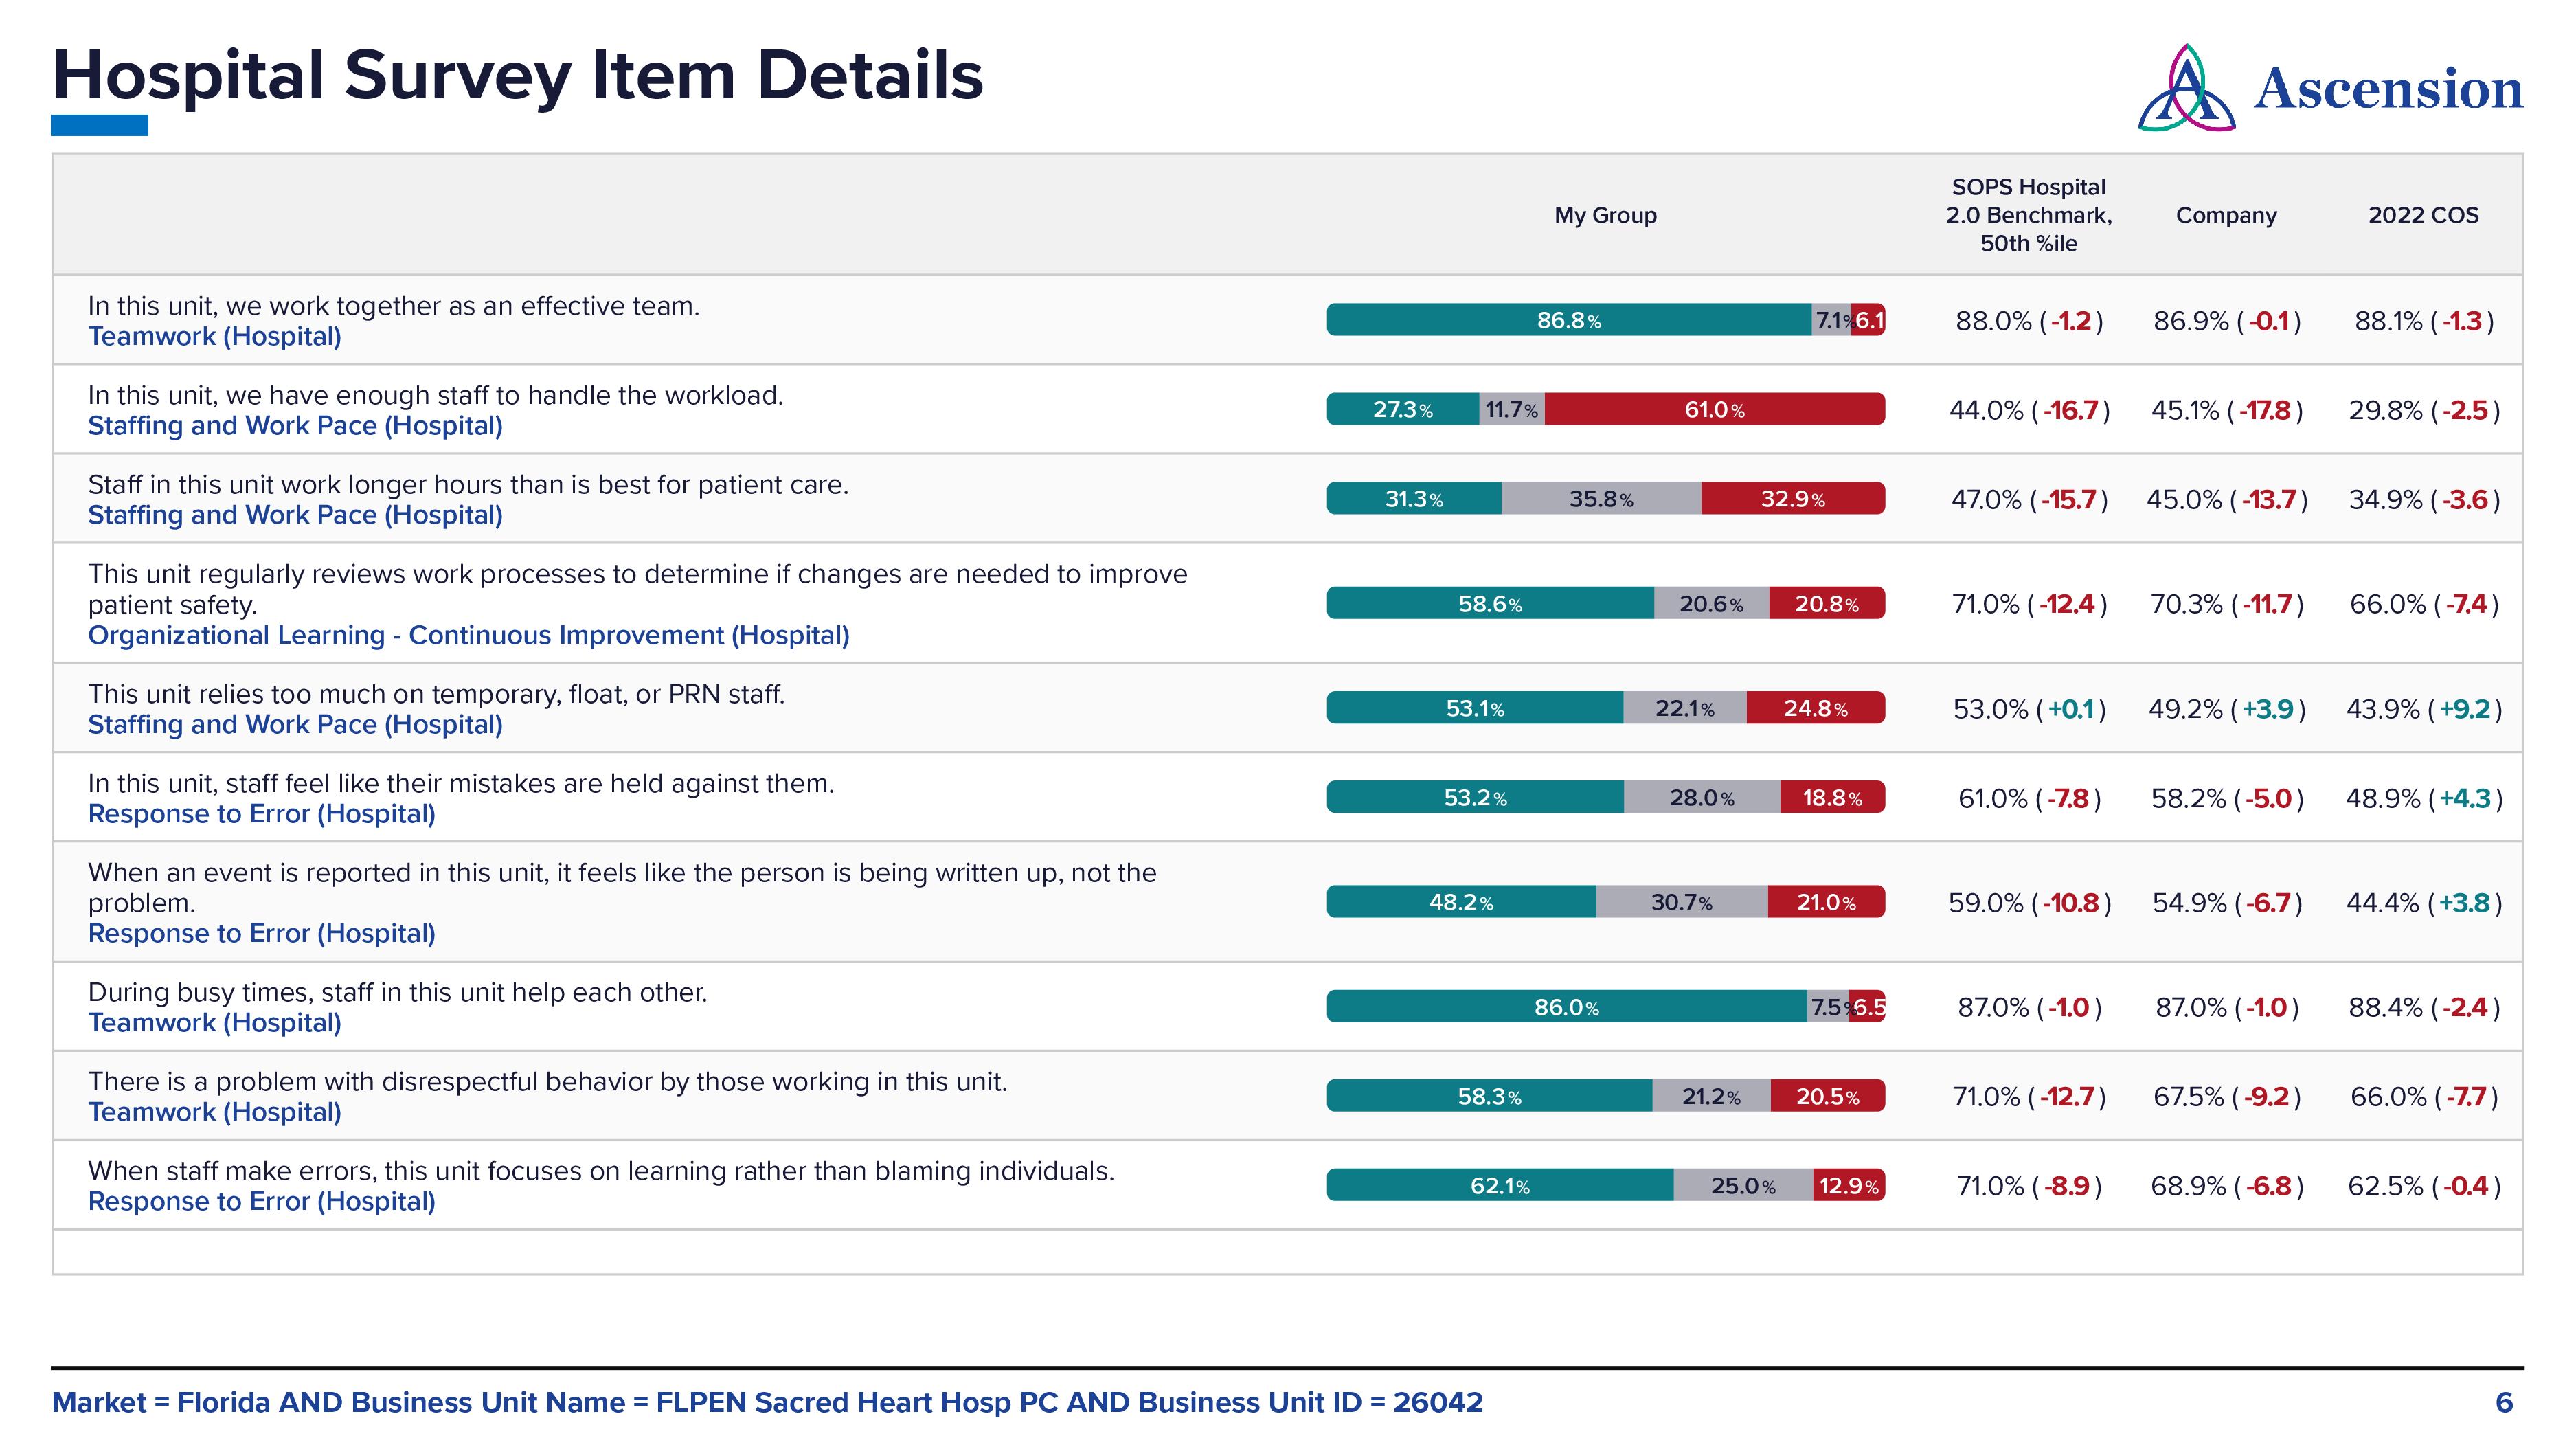 Hospital Survey Item Details
Ascension
My Group
SOPS Hospital
2.0 Benchmark,
50th %ile
Company
2022 COS
In this unit, we work together as an effective team.
Teamwork (Hospital)
86.8% 7.1% 6.1 88.0% ( -1.2 ) 86.9% ( -0.1 ) 88.1% ( -1.3 )
In this unit, we have enough staff to handle the workload.
Staffing and Work Pace (Hospital)
27.3% 11.7% 61.0% 44.0% ( -16.7 ) 45.1% ( -17.8 ) 29.8% ( -2.5 )
Staff in this unit work longer hours than is best for patient care.
Staffing and Work Pace (Hospital)
31.3% 35.8% 32.9% 47.0% ( -15.7 ) 45.0% ( -13.7 ) 34.9% ( -3.6 )
This unit regularly reviews work processes to determine if changes are needed to improve
patient safety.
Organizational Learning - Continuous Improvement (Hospital)
58.6% 20.6% 20.8% 71.0% ( -12.4 ) 70.3% ( -11.7 ) 66.0% ( -7.4 )
This unit relies too much on temporary, float, or PRN staff.
Staffing and Work Pace (Hospital)
53.1% 22.1% 24.8% 53.0% ( +0.1 ) 49.2% ( +3.9 ) 43.9% ( +9.2 )
In this unit, staff feel like their mistakes are held against them.
Response to Error (Hospital)
53.2% 28.0% 18.8% 61.0% ( -7.8 ) 58.2% ( -5.0 ) 48.9% ( +4.3 )
When an event is reported in this unit, it feels like the person is being written up, not the
problem.
Response to Error (Hospital)
48.2% 30.7% 21.0% 59.0% ( -10.8 ) 54.9% ( -6.7 ) 44.4% ( +3.8 )
During busy times, staff in this unit help each other.
Teamwork (Hospital)
86.0% 7.5% 6.5 87.0% ( -1.0 ) 87.0% ( -1.0 ) 88.4% ( -2.4 )
There is a problem with disrespectful behavior by those working in this unit.
Teamwork (Hospital)
58.3% 21.2% 20.5% 71.0% ( -12.7 ) 67.5% ( -9.2 ) 66.0% ( -7.7 )
When staff make errors, this unit focuses on learning rather than blaming individuals.
Response to Error (Hospital)
62.1% 25.0% 12.9% 71.0% ( -8.9 ) 68.9% ( -6.8 ) 62.5% ( -0.4 )
Market = Florida AND Business Unit Name = FLPEN Sacred Heart Hosp PC AND Business Unit ID = 26042
6